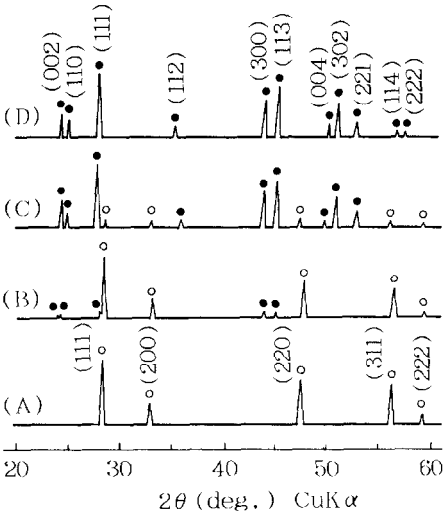 (002) (110) (111) (112) (300) (113) (004) (302) (221) (114) (222)
(D)
(C)
(B)
(111) (200) (220) (311) (222)
(A)
20 30 40 50 60
2θ (deg.) CuKα